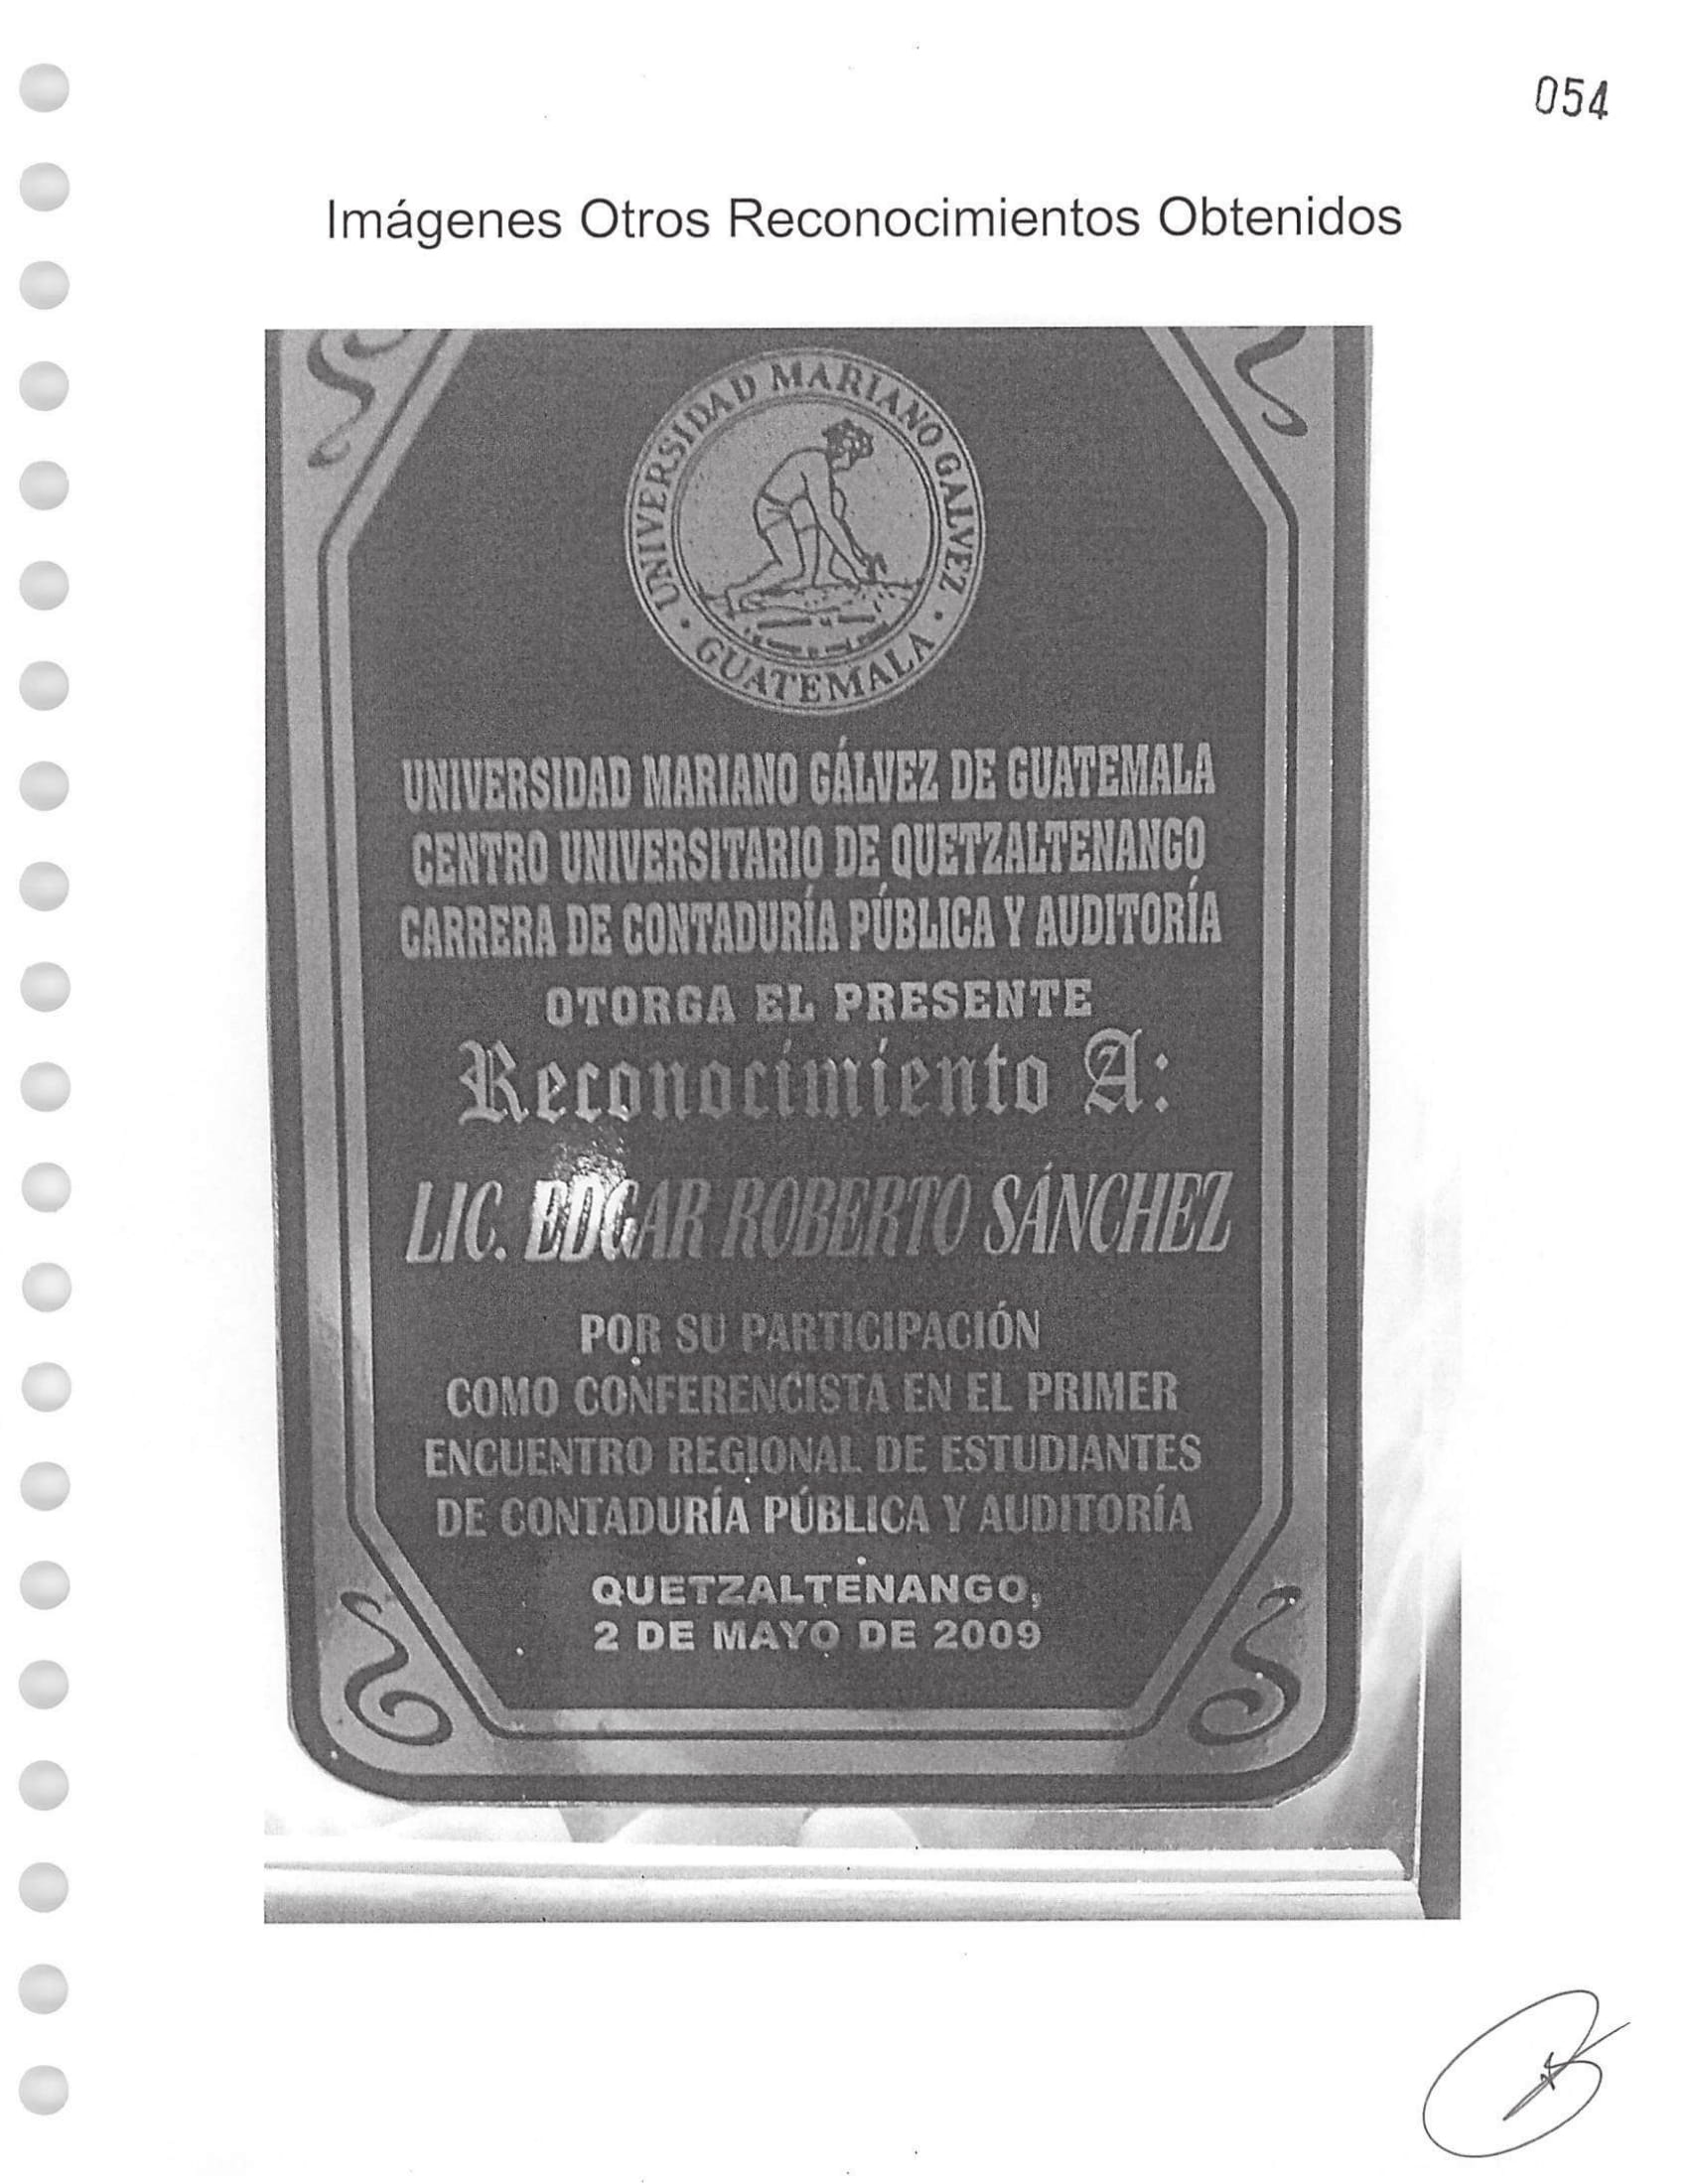 054
Imágenes Otros Reconocimientos Obtenidos
UNIVERSIDAD MARIANO GALVEZ
· GUATEMALA ·
UNIVERSIDAD MARIANO GÁLVEZ DE GUATEMALA
CENTRO UNIVERSITARIO DE QUETZALTENANGO
CARRERA DE CONTADURÍA PÚBLICA Y AUDITORÍA
OTORGA EL PRESENTE
Reconocimiento A:
LIC. EDGAR ROBERTO SÁNCHEZ
POR SU PARTICIPACIÓN
COMO CONFERENCISTA EN EL PRIMER
ENCUENTRO REGIONAL DE ESTUDIANTES
DE CONTADURÍA PÚBLICA Y AUDITORÍA
QUETZALTENANGO,
2 DE MAYO DE 2009